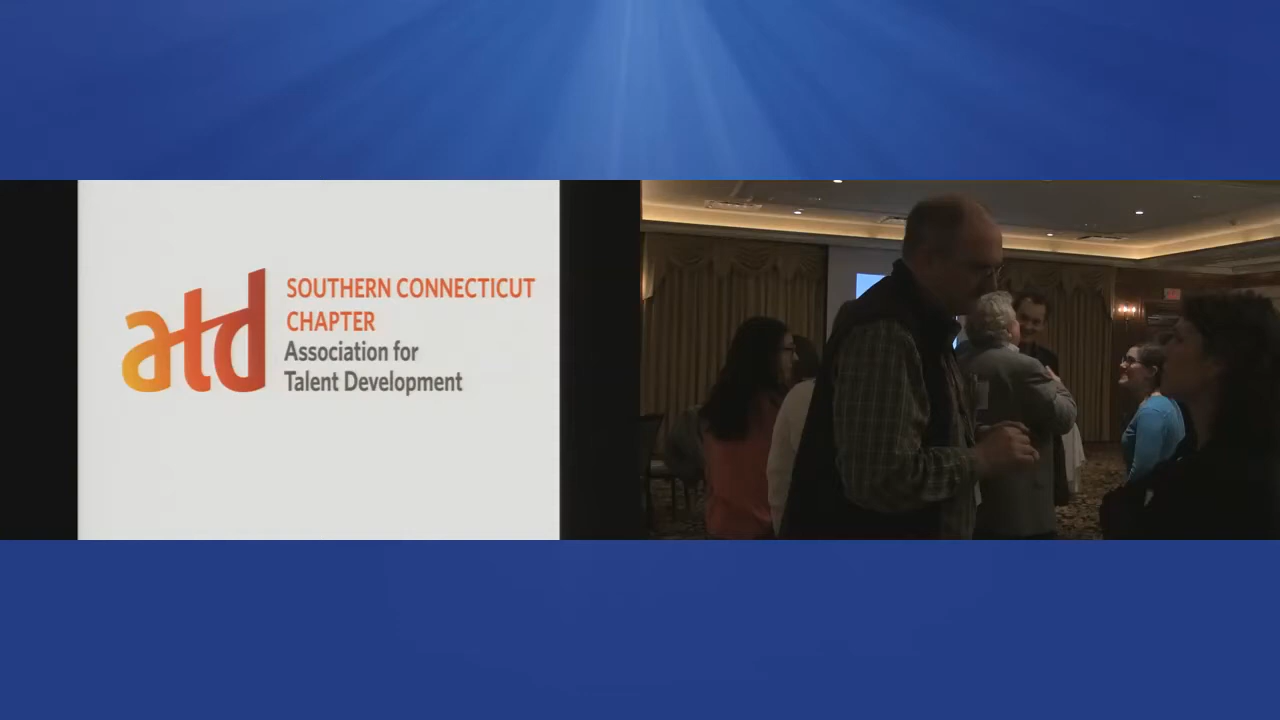 atd
SOUTHERN CONNECTICUT
CHAPTER
Association for
Talent Development